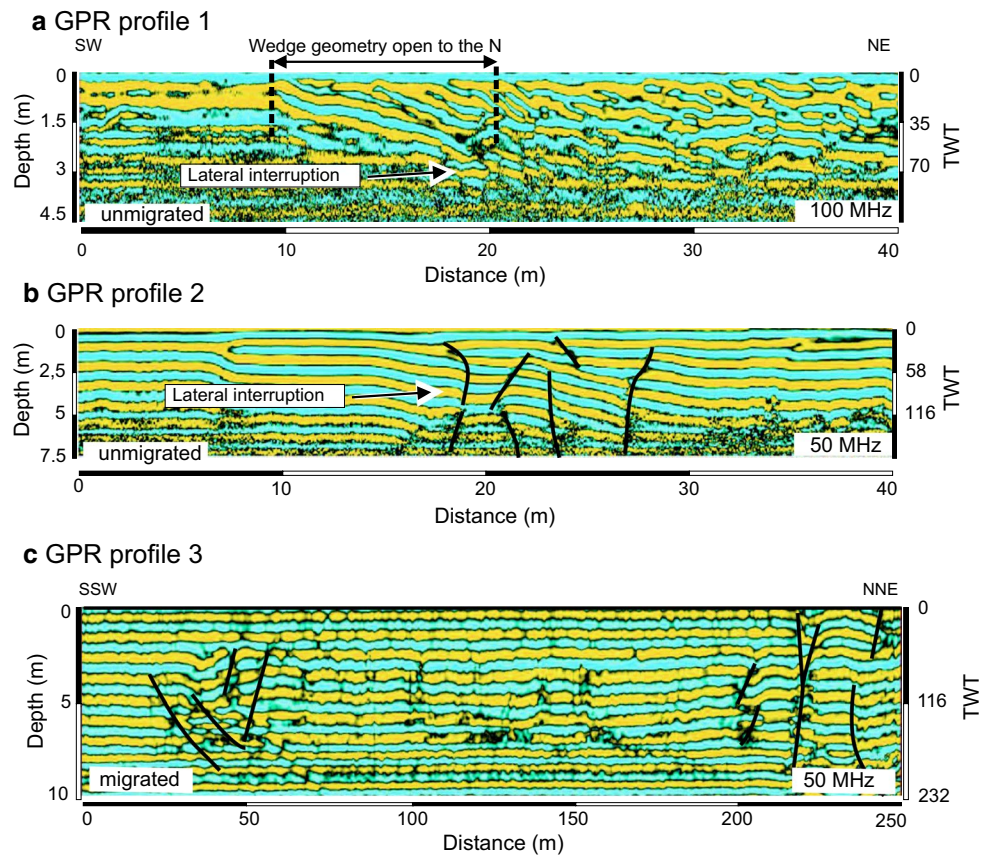 a GPR profile 1
SW
Wedge geometry open to the N
NE
0
1.5
3
4.5
Depth (m)
Lateral interruption
unmigrated
100 MHz
0
35
70
TWT
0 10 20 30 40
Distance (m)
b GPR profile 2
0
2,5
5
7.5
Depth (m)
Lateral interruption
unmigrated
50 MHz
0
58
116
TWT
0 10 20 30 40
Distance (m)
c GPR profile 3
SSW
NNE
0
5
10
Depth (m)
migrated
50 MHz
0
116
232
TWT
0 50 100 150 200 250
Distance (m)